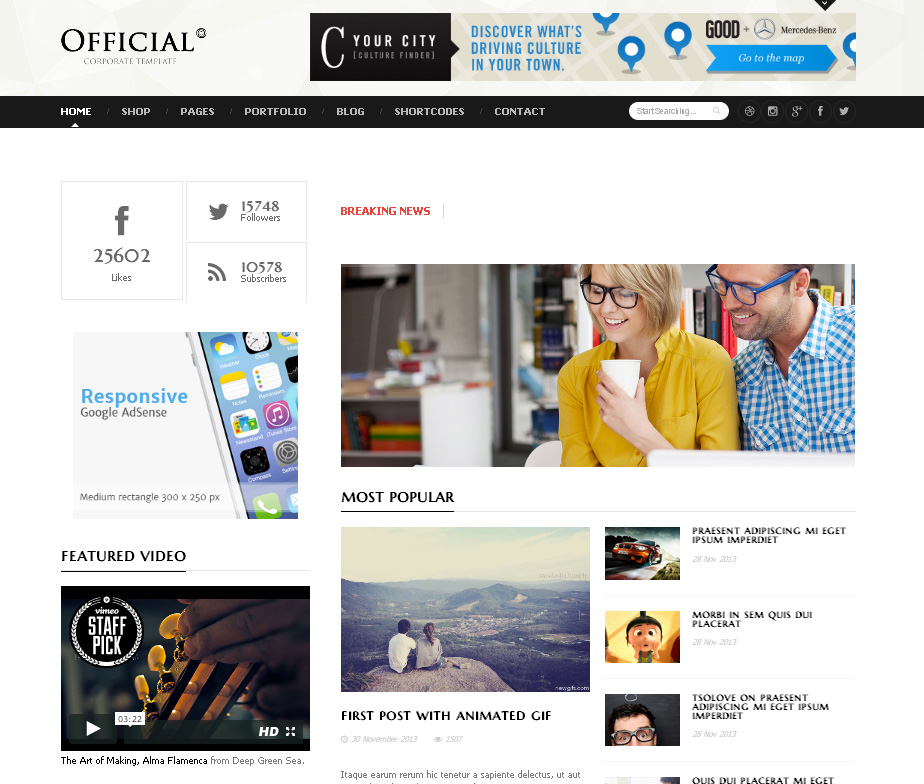 OFFICIAL
CORPORATE TEMPLATE
C YOUR CITY
[CULTURE FINDER]
DISCOVER WHAT'S
DRIVING CULTURE
IN YOUR TOWN.
GOOD + Mercedes-Benz
Go to the map
HOME / SHOP / PAGES / PORTFOLIO / BLOG / SHORTCODES / CONTACT
Start Searching...
25602
Likes
15748
Followers
10578
Subscribers
BREAKING NEWS
Responsive
Google AdSense
Medium rectangle 300 x 250 px
FEATURED VIDEO
vimeo
STAFF
PICK
03:22
HD
The Art of Making, Alma Flamenca from Deep Green Sea.
MOST POPULAR
newgifs.com
FIRST POST WITH ANIMATED GIF
30 November 2013 1507
Itaque earum rerum hic tenetur a sapiente delectus, ut aut
PRAESENT ADIPISCING MI EGET
IPSUM IMPERDIET
28 Nov 2013
MORBI IN SEM QUIS DUI
PLACERAT
28 Nov 2013
TSOLOVE ON PRAESENT
ADIPISCING MI EGET IPSUM
IMPERDIET
28 Nov 2013
QUIS DUI PLACERAT MI EGET